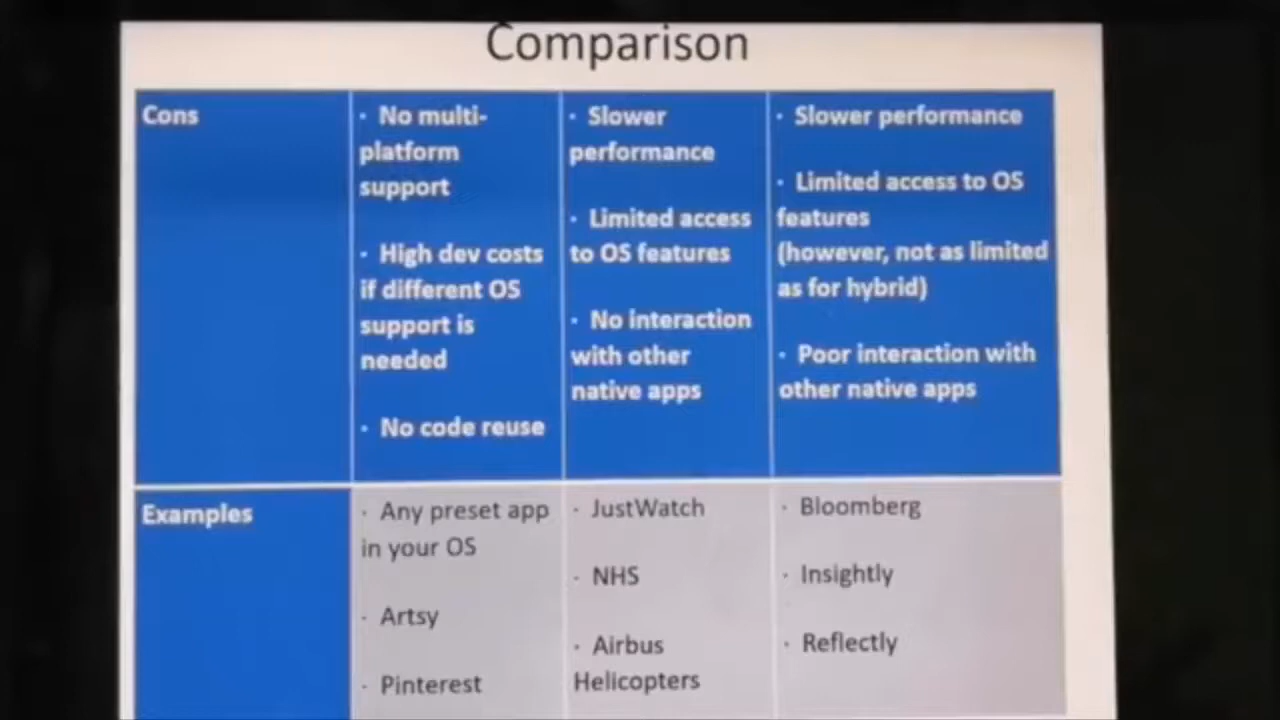 Comparison
Cons
· No multi-
platform
support
· High dev costs
if different OS
support is
needed
· No code reuse
· Slower
performance
· Limited access
to OS features
· No interaction
with other
native apps
· Slower performance
· Limited access to OS
features
(however, not as limited
as for hybrid)
· Poor interaction with
other native apps
Examples
· Any preset app
in your OS
· Artsy
· Pinterest
· JustWatch
· NHS
· Airbus
Helicopters
· Bloomberg
· Insightly
· Reflectly